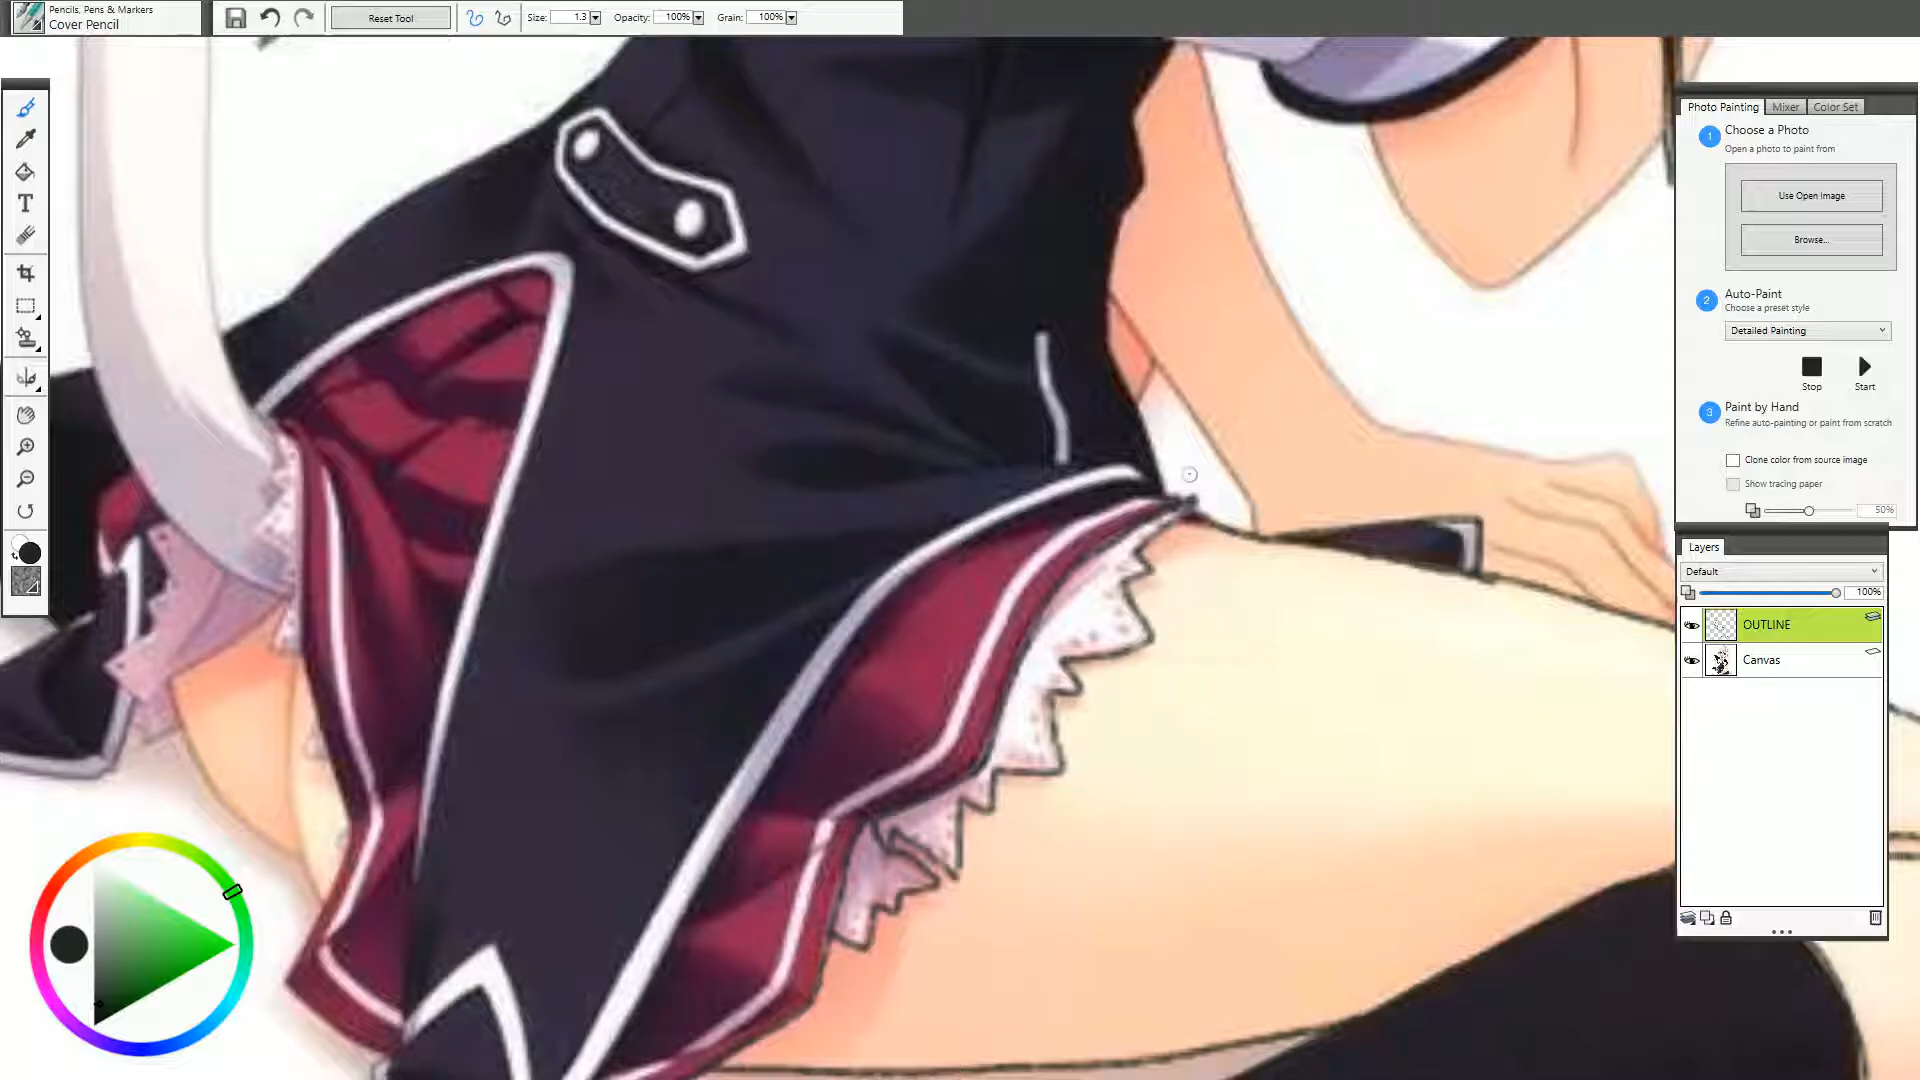 Pencils, Pens & Markers
Cover Pencil
Reset Tool
Size: 1.3
Opacity: 100%
Grain: 100%
T
Photo Painting
Mixer
Color Set
1
Choose a Photo
Open a photo to paint from
Use Open Image
Browse...
2
Auto-Paint
Choose a preset style
Detailed Painting
Stop
Start
3
Paint by Hand
Refine auto-painting or paint from scratch
Clone color from source image
Show tracing paper
50%
Layers
Default
100%
OUTLINE
Canvas